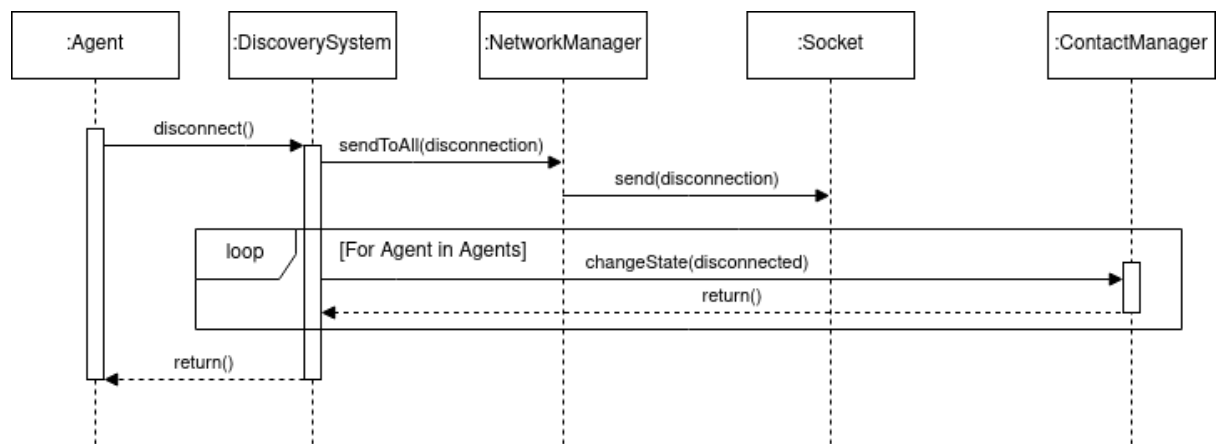 :Agent
:DiscoverySystem
:NetworkManager
:Socket
:ContactManager
disconnect()
sendToAll(disconnection)
send(disconnection)
loop
[For Agent in Agents]
changeState(disconnected)
return()
return()